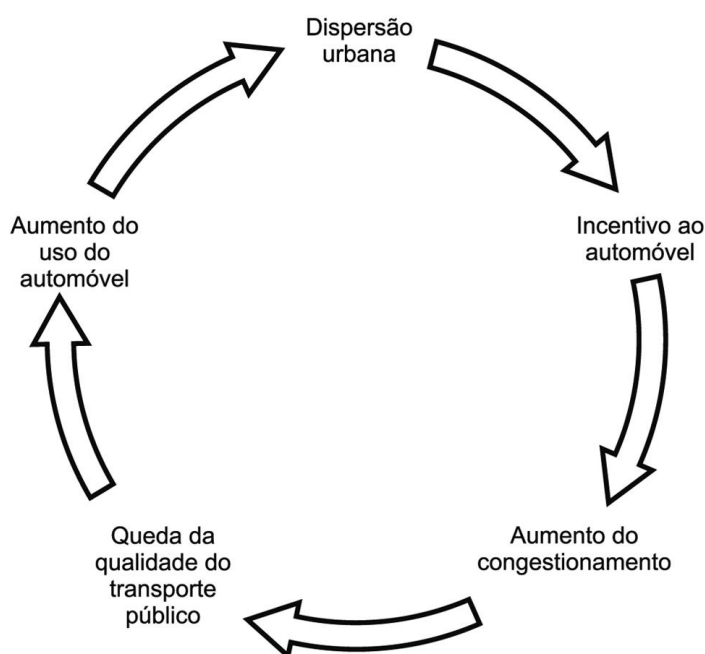 Dispersão
urbana
Incentivo ao
automóvel
Aumento do
congestionamento
Queda da
qualidade do
transporte
público
Aumento do
uso do
automóvel